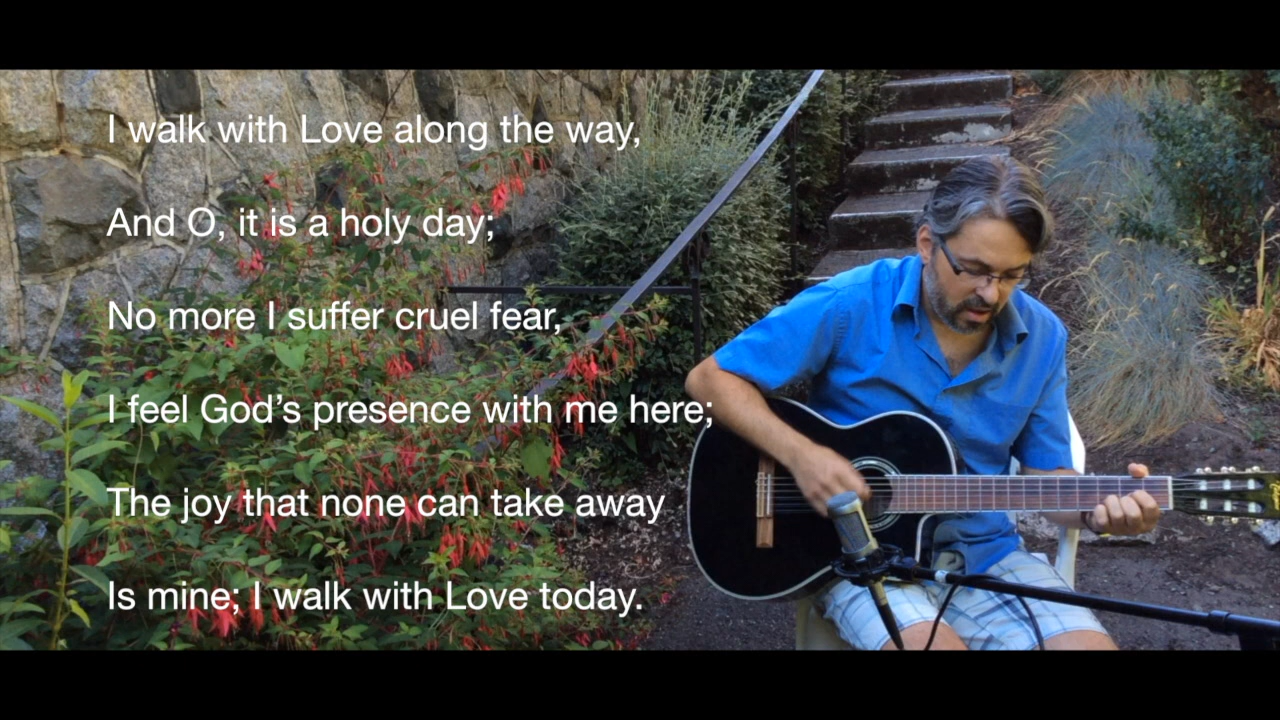 I walk with Love along the way,
And O, it is a holy day;
No more I suffer cruel fear,
I feel God’s presence with me here;
The joy that none can take away
Is mine; I walk with Love today.